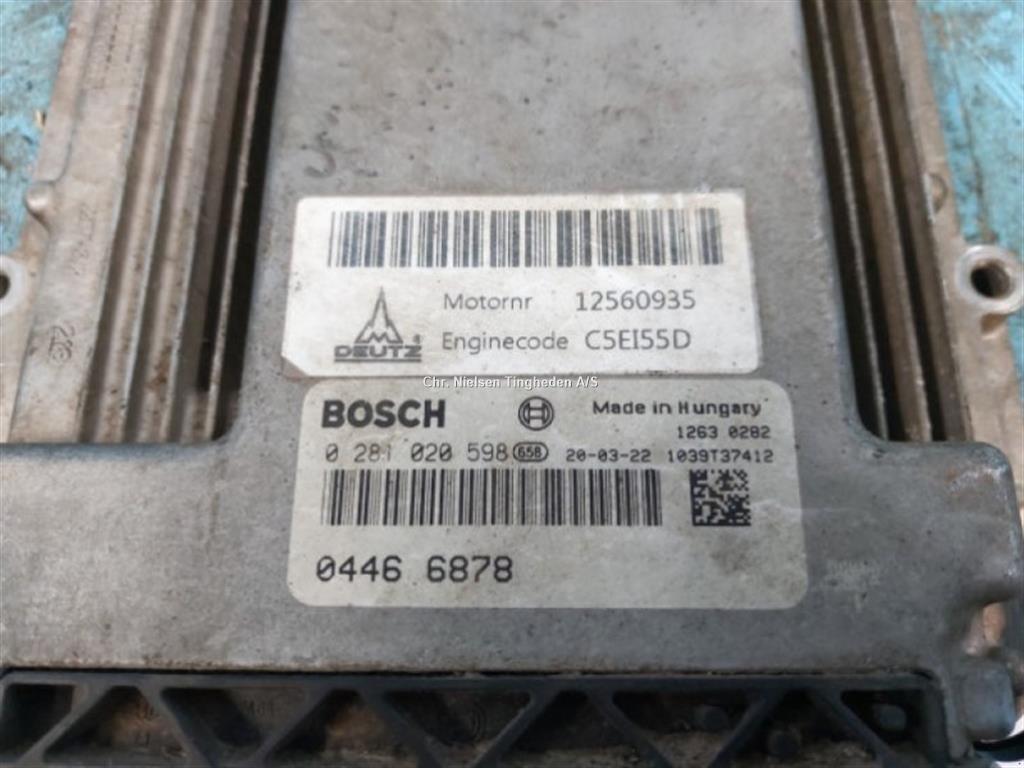 Motornr 12560935
DEUTZ ® Enginecode C5EI55D
Chr. Nielsen Tingheden A/S
BOSCH Made in Hungary
1263 0282
0 281 020 598 658 20-03-22 1039T37412
0446 6878